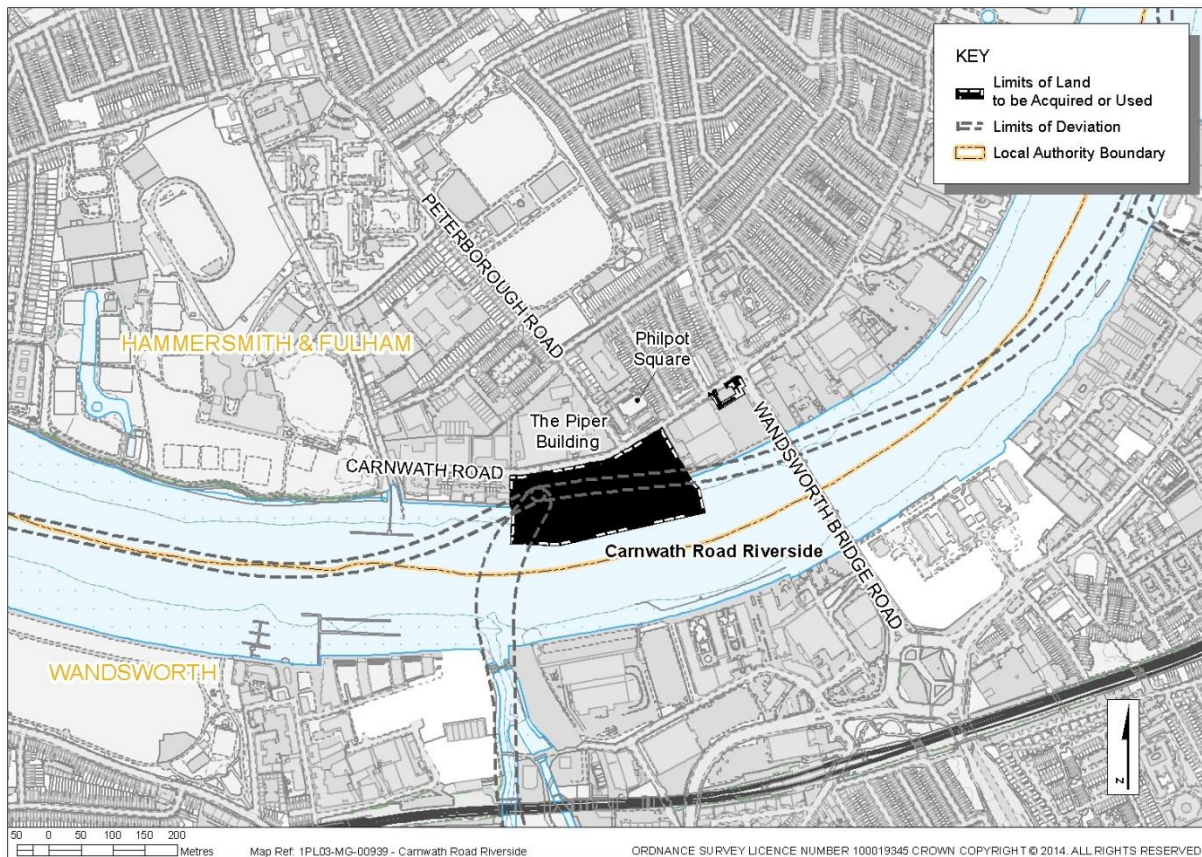 KEY
Limits of Land
to be Acquired or Used
Limits of Deviation
Local Authority Boundary
PETERBOROUGH ROAD
HAMMERSMITH & FULHAM
Philpot
Square
The Piper
Building
WANDSWORTH BRIDGE ROAD
CARNWATH ROAD
Carnwath Road Riverside
WANDSWORTH
N
50 0 50 100 150 200
Metres
Map Ref: 1PL03-MG-00939 - Carnwath Road Riverside
ORDNANCE SURVEY LICENCE NUMBER 100019345 CROWN COPYRIGHT © 2014. ALL RIGHTS RESERVED